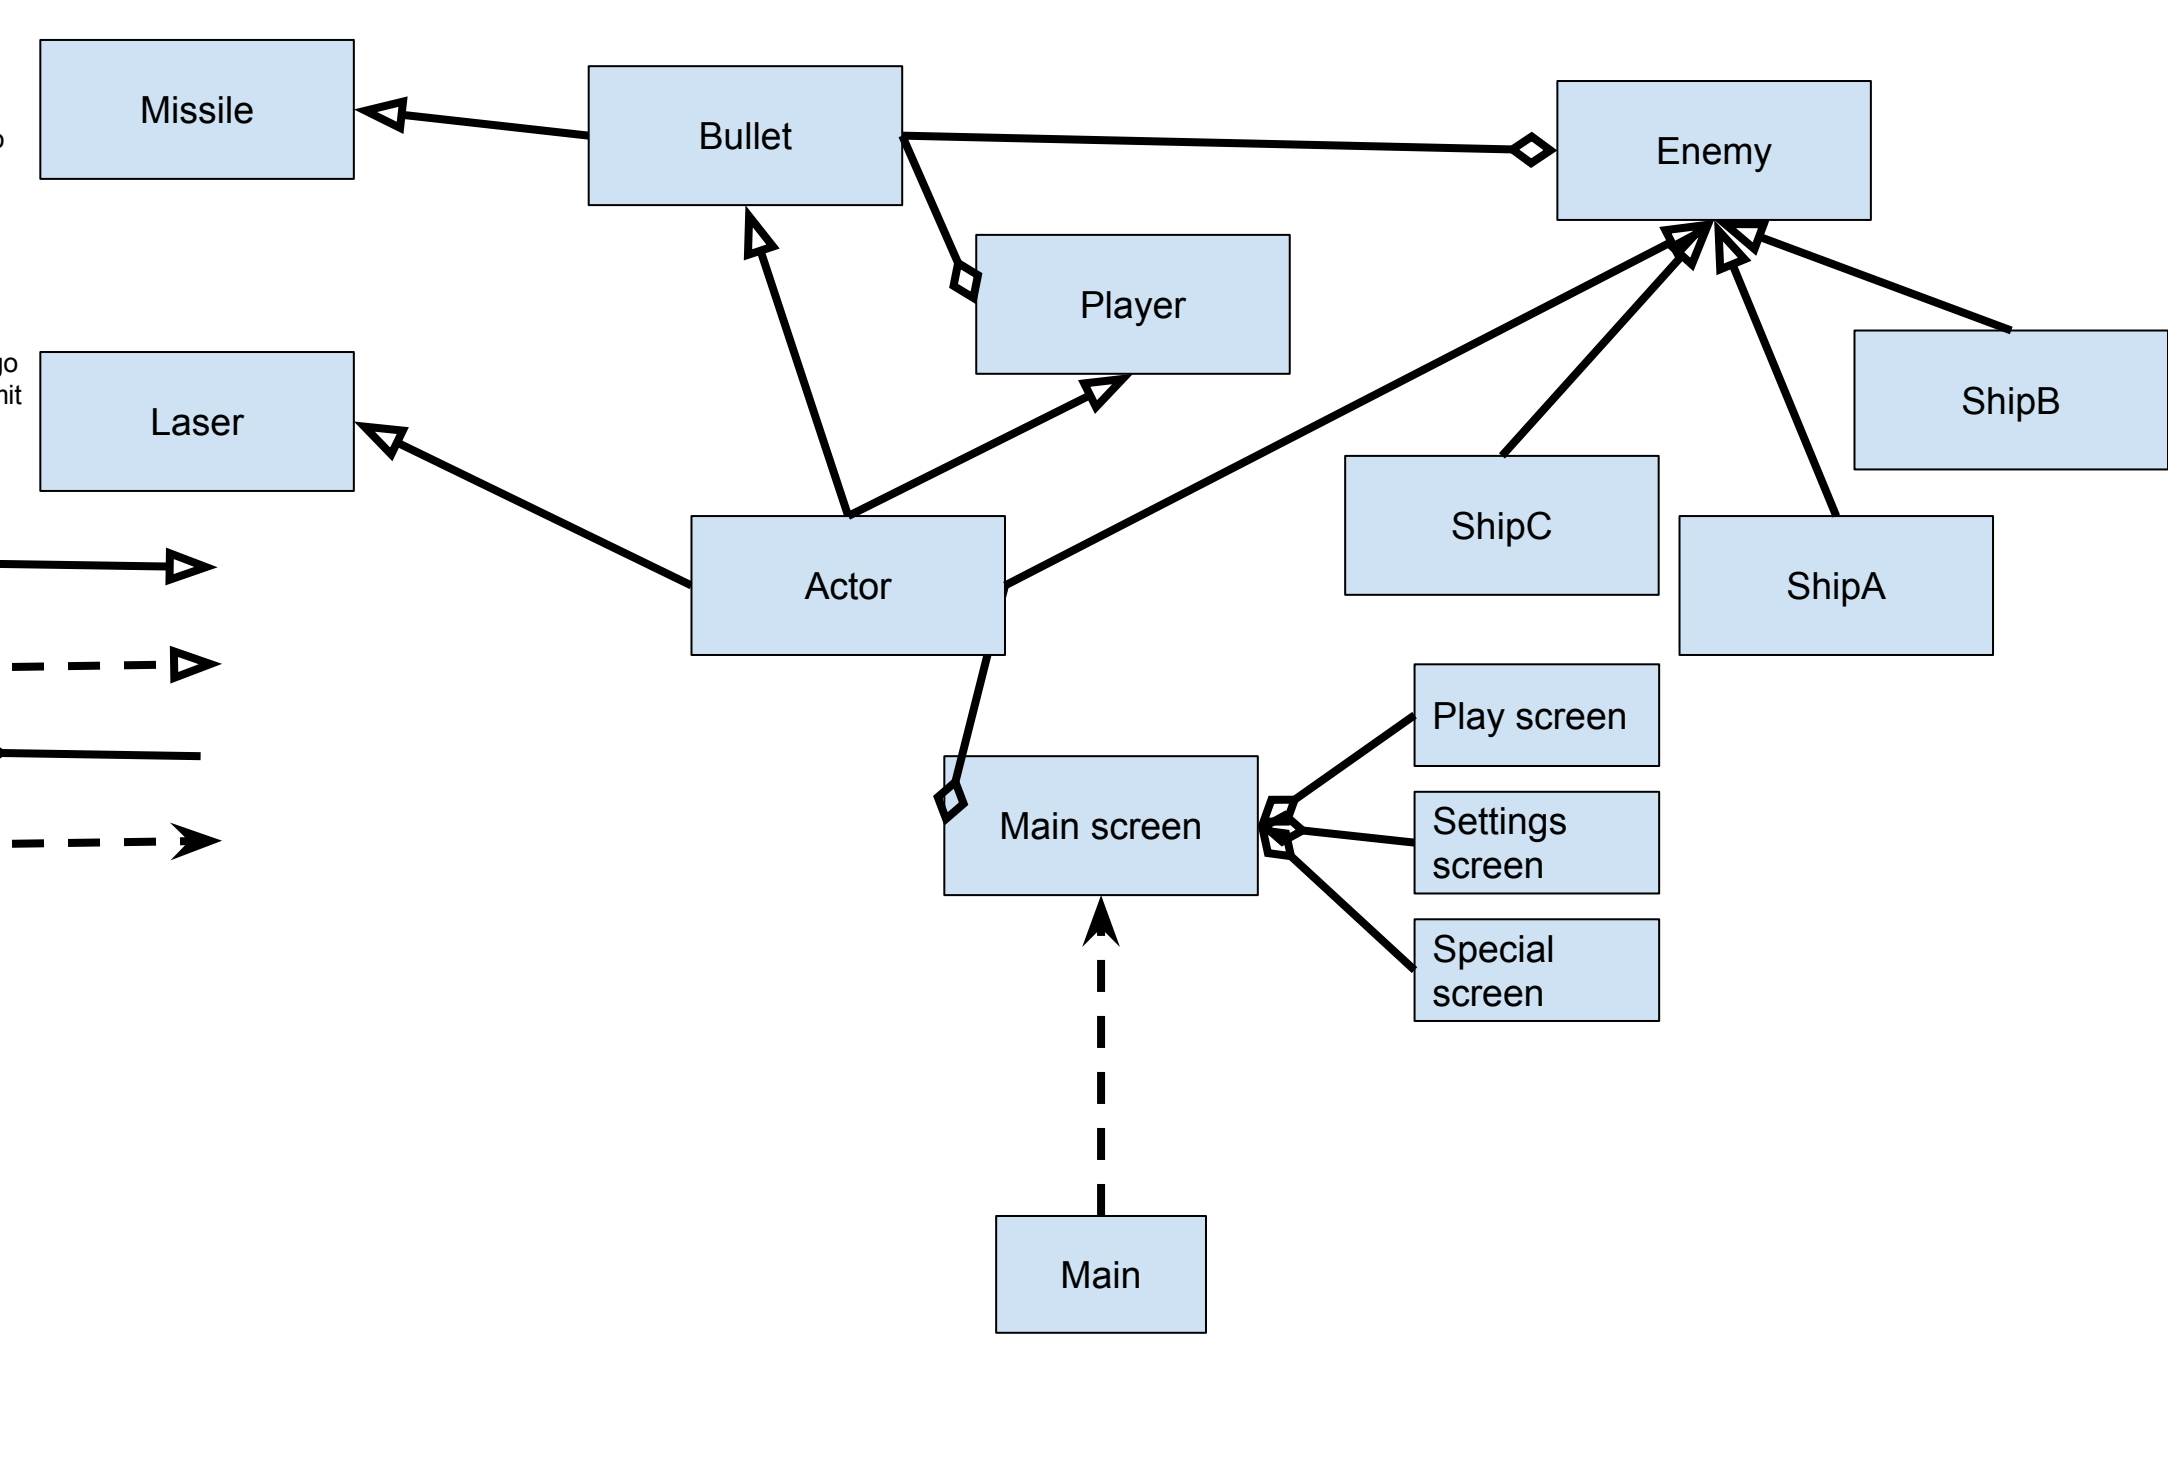 Missile
Bullet
Enemy
Player
Laser
ShipB
ShipC
Actor
ShipA
Play screen
Main screen
Settings
screen
Special
screen
Main